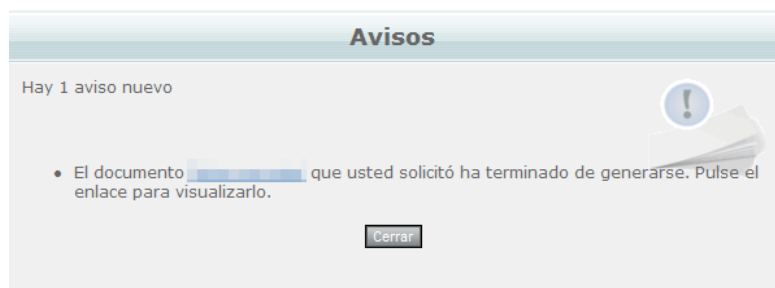 Avisos
Hay 1 aviso nuevo
• El documento que usted solicitó ha terminado de generarse. Pulse el
enlace para visualizarlo.
Cerrar